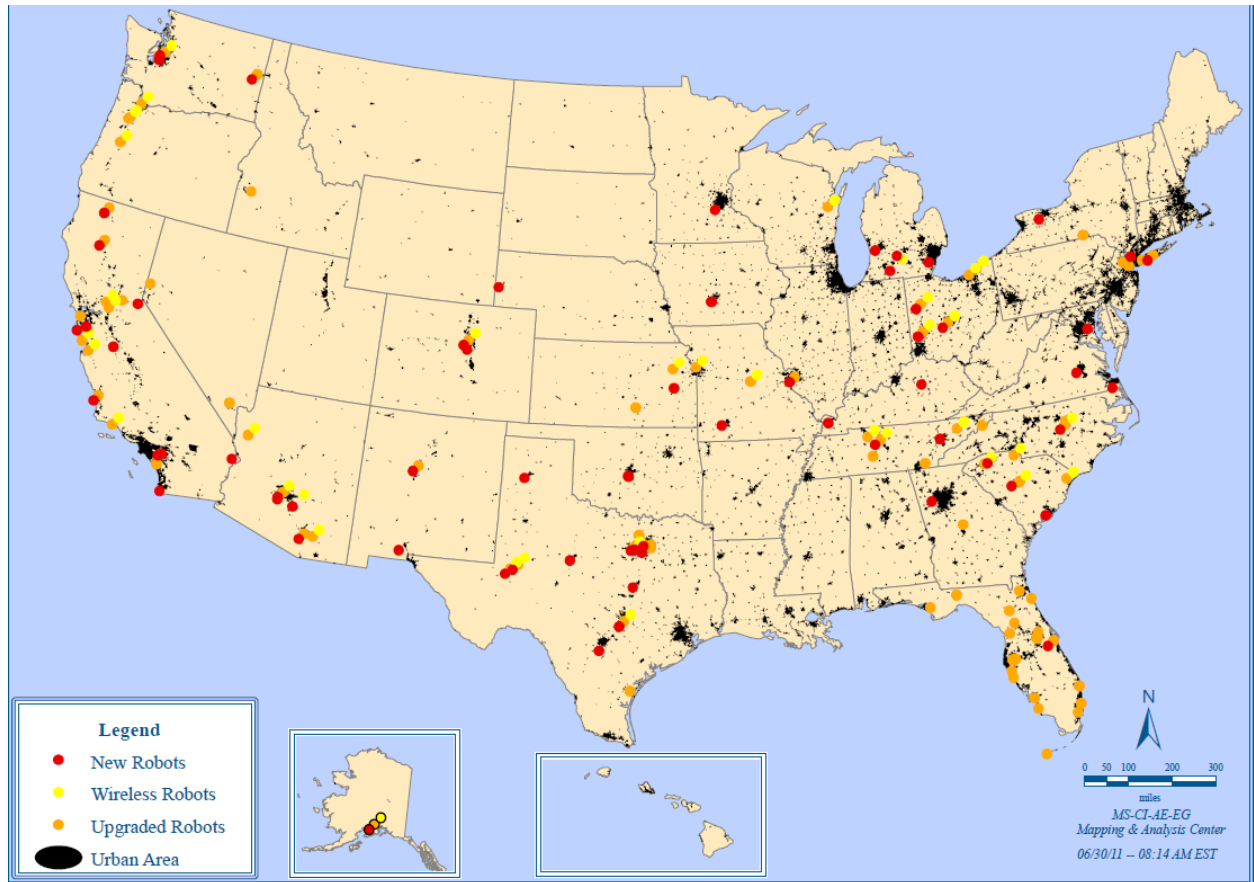 Legend
New Robots
Wireless Robots
Upgraded Robots
Urban Area
N
0 50 100 200 300
miles
MS-CI-AE-EG
Mapping & Analysis Center
06/30/11 -- 08:14 AM EST